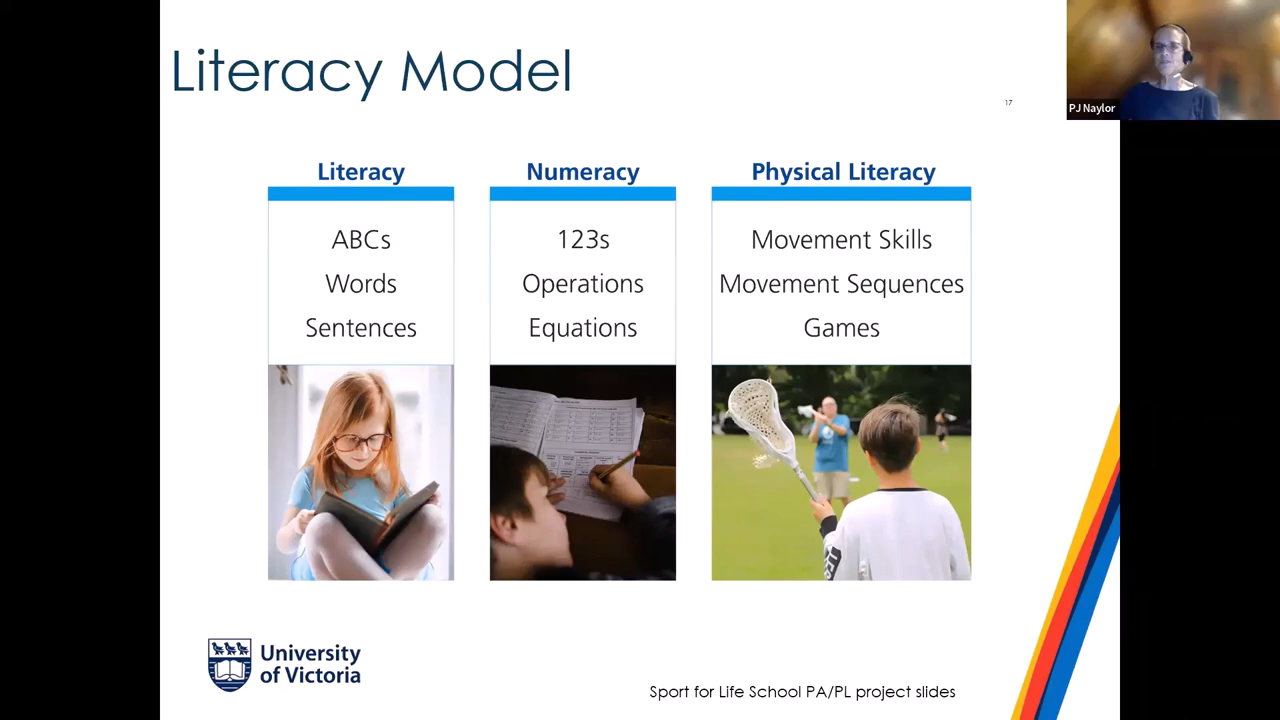 Literacy Model
17
PJ Naylor
Literacy
ABCs
Words
Sentences
Numeracy
123s
Operations
Equations
Physical Literacy
Movement Skills
Movement Sequences
Games
University
of Victoria
Sport for Life School PA/PL project slides